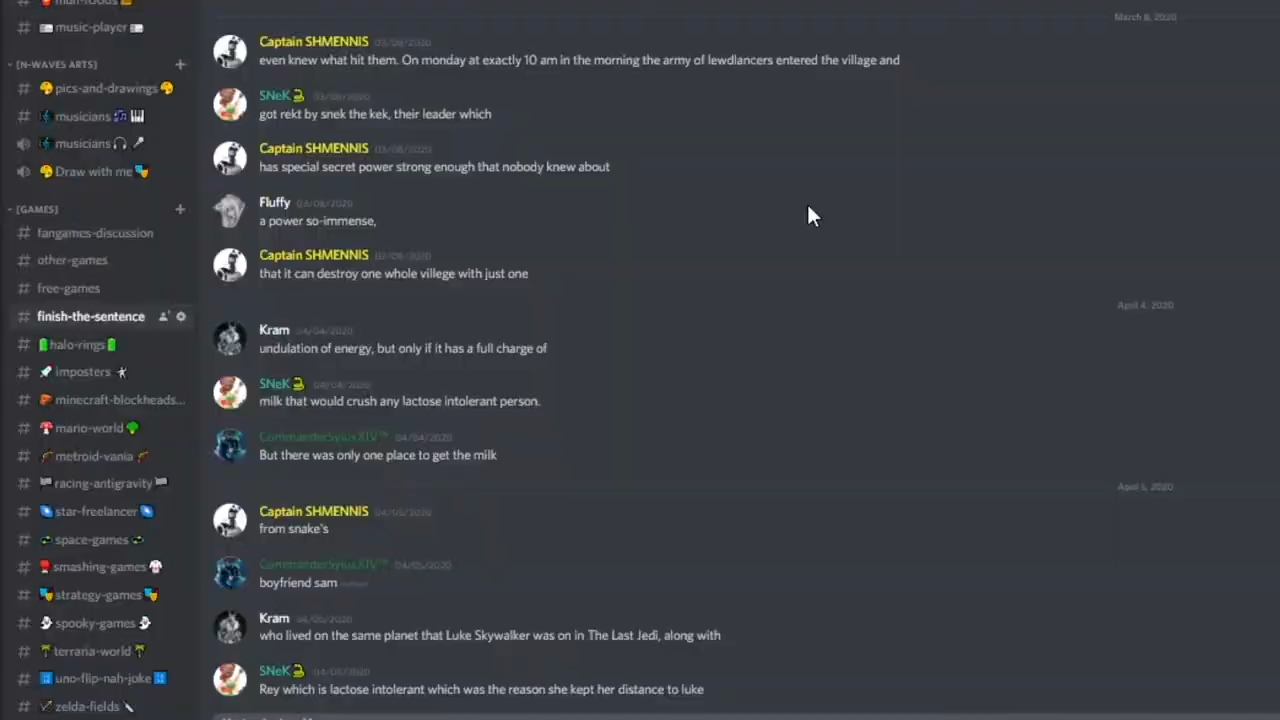 music-player
[N-WAVES ARTS]
pics-and-drawings
musicians
musicians
Draw with me
[GAMES]
fangames-discussion
other-games
free-games
finish-the-sentence
halo-rings
imposters
minecraft-blockheads...
mario-world
metroid-vania
racing-antigravity
star-freelancer
space-games
smashing-games
strategy-games
spooky-games
terraria-world
uno-flip-nah-joke
zelda-fields
March 8, 2020
Captain SHMENNIS 03/08/2020
even knew what hit them. On monday at exactly 10 am in the morning the army of lewdlancers entered the village and
SNeK 03/08/2020
got rekt by snek the kek, their leader which
Captain SHMENNIS 03/08/2020
has special secret power strong enough that nobody knew about
Fluffy 03/08/2020
a power so-immense,
Captain SHMENNIS 03/08/2020
that it can destroy one whole villege with just one
April 4, 2020
Kram 04/04/2020
undulation of energy, but only if it has a full charge of
SNeK 04/04/2020
milk that would crush any lactose intolerant person.
CommanderSylusXIV™ 04/04/2020
But there was only one place to get the milk
April 5, 2020
Captain SHMENNIS 04/05/2020
from snake's
CommanderSylusXIV™ 04/05/2020
boyfriend sam
Kram 04/05/2020
who lived on the same planet that Luke Skywalker was on in The Last Jedi, along with
SNeK 04/05/2020
Rey which is lactose intolerant which was the reason she kept her distance to luke